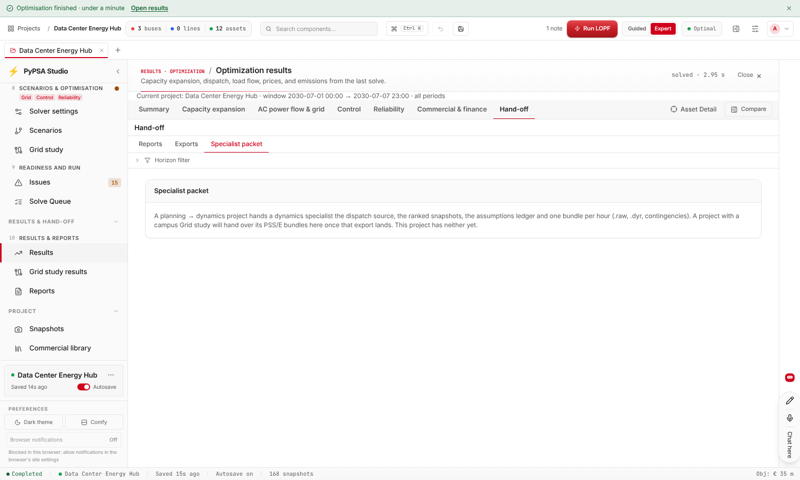 Optimisation finished · under a minute Open results
Projects / Data Center Energy Hub 3 buses 0 lines 12 assets Search components... Ctrl K 1 note Run LOPF Guided Expert Optimal A
Data Center Energy Hub
PyPSA Studio
SCENARIOS & OPTIMISATION
Grid Control Reliability
Solver settings
Scenarios
Grid study
9 READINESS AND RUN
Issues 15
Solve Queue
RESULTS & HAND-OFF
10 RESULTS & REPORTS
Results
Grid study results
Reports
PROJECT
Snapshots
Commercial library
Data Center Energy Hub
Saved 14s ago Autosave
PREFERENCES
Dark theme Comfy
Browser notifications Off
Blocked in this browser: allow notifications in the
browser's site settings
RESULTS · OPTIMIZATION / Optimization results
Capacity expansion, dispatch, load flow, prices, and emissions from the last solve.
solved · 2.95 s Close ×
Current project: Data Center Energy Hub · window 2030-07-01 00:00 → 2030-07-07 23:00 · all periods
Summary Capacity expansion AC power flow & grid Control Reliability Commercial & finance Hand-off Asset Detail Compare
Hand-off
Reports Exports Specialist packet
Horizon filter
Specialist packet
A planning → dynamics project hands a dynamics specialist the dispatch source, the ranked snapshots, the assumptions ledger and one bundle per hour (.raw, .dyr, contingencies). A project with a
campus Grid study will hand over its PSS/E bundles here once that export lands. This project has neither yet.
Chat here
Completed Data Center Energy Hub Saved 15s ago Autosave on 168 snapshots Obj: € 35 m